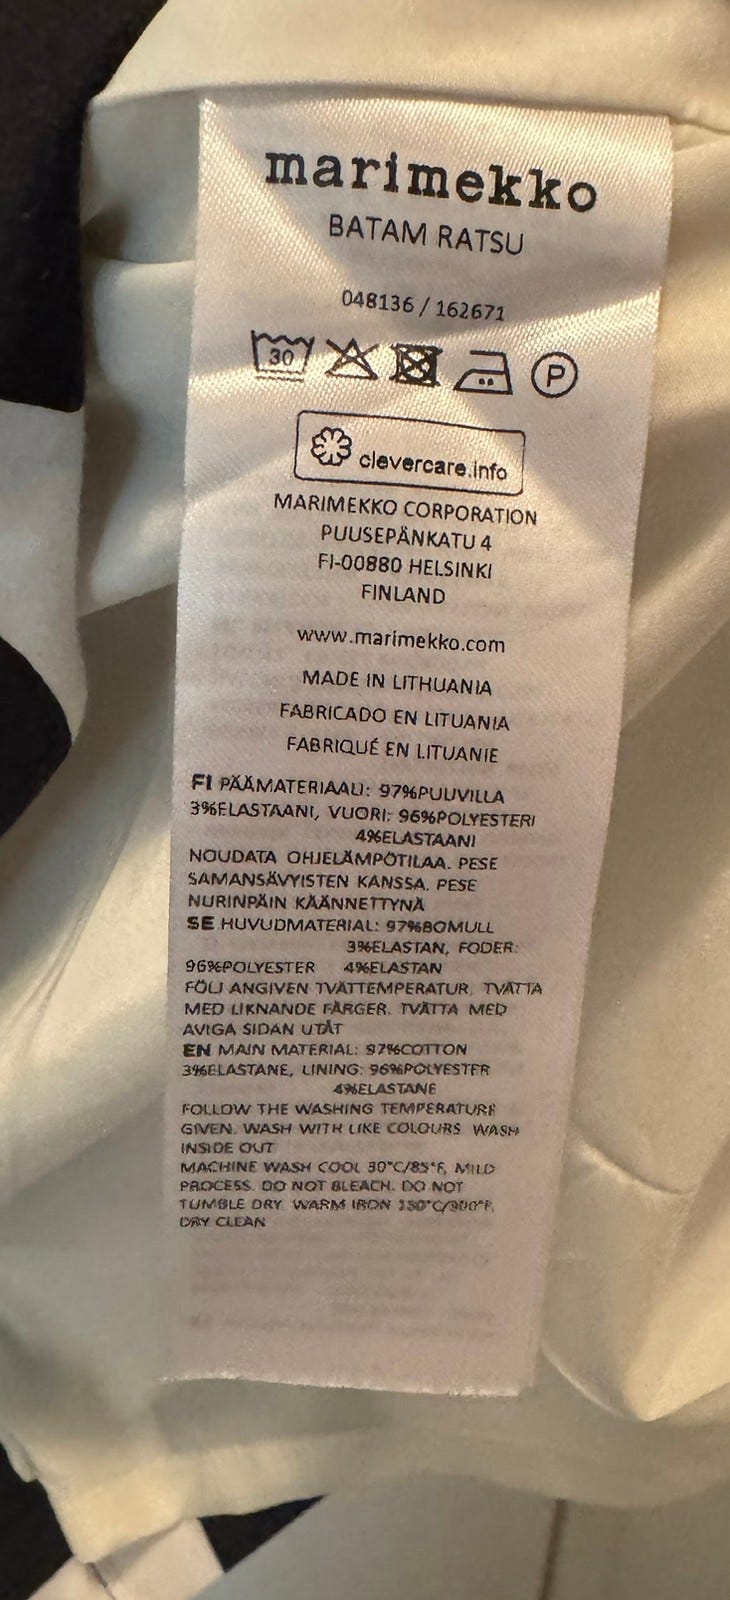 marimekko
BATAM RATSU
048136 / 162671
30 P
clevercare.info
MARIMEKKO CORPORATION
PUUSEPÄNKATU 4
FI-00880 HELSINKI
FINLAND
www.marimekko.com
MADE IN LITHUANIA
FABRICADO EN LITUANIA
FABRIQUÉ EN LITUANIE
FI PÄÄMATERIAALI: 97%PUUVILLA
3%ELASTAANI, VUORI: 96%POLYESTERI
4%ELASTAANI
NOUDATA OHJELÄMPÖTILAA. PESE
SAMANSÄVYISTEN KANSSA. PESE
NURINPÄIN KÄÄNNETTYNÄ
SE HUVUDMATERIAL: 97%BOMULL
3%ELASTAN, FODER:
96%POLYESTER 4%ELASTAN
FÖLJ ANGIVEN TVÄTTEMPERATUR. TVÄTTA
MED LIKNANDE FÄRGER. TVÄTTA MED
AVIGA SIDAN UTÅT
EN MAIN MATERIAL: 97%COTTON
3%ELASTANE, LINING: 96%POLYESTER
4%ELASTANE
FOLLOW THE WASHING TEMPERATURE
GIVEN. WASH WITH LIKE COLOURS WASH
INSIDE OUT
MACHINE WASH COOL 30°C/85°F, MILD
PROCESS. DO NOT BLEACH. DO NOT
TUMBLE DRY WARM IRON 150°C/300°F,
DRY CLEAN